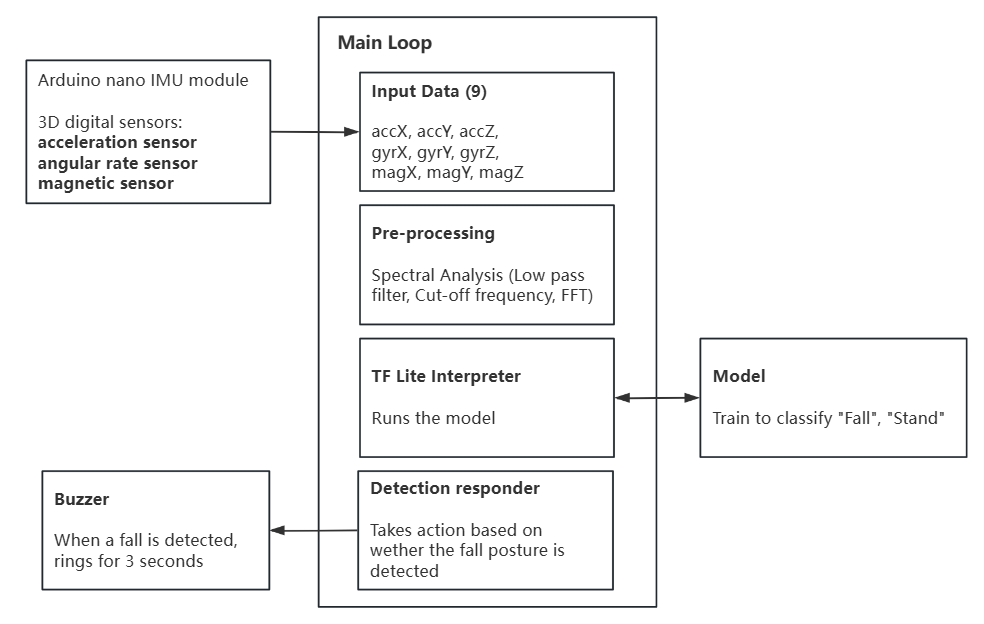 Main Loop
Arduino nano IMU module
3D digital sensors:
acceleration sensor
angular rate sensor
magnetic sensor
Input Data (9)
accX, accY, accZ,
gyrX, gyrY, gyrZ,
magX, magY, magZ
Pre-processing
Spectral Analysis (Low pass
filter, Cut-off frequency, FFT)
TF Lite Interpreter
Runs the model
Model
Train to classify "Fall", "Stand"
Detection responder
Takes action based on
wether the fall posture is
detected
Buzzer
When a fall is detected,
rings for 3 seconds